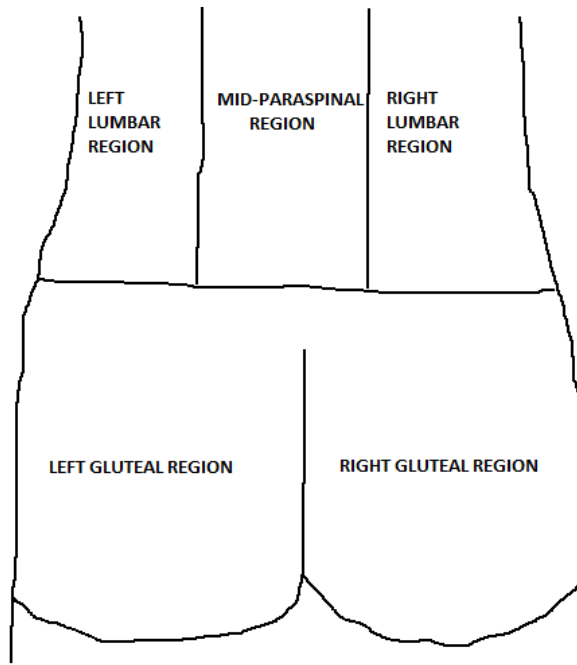 LEFT
LUMBAR
REGION
MID-PARASPINAL
REGION
RIGHT
LUMBAR
REGION
LEFT GLUTEAL REGION
RIGHT GLUTEAL REGION